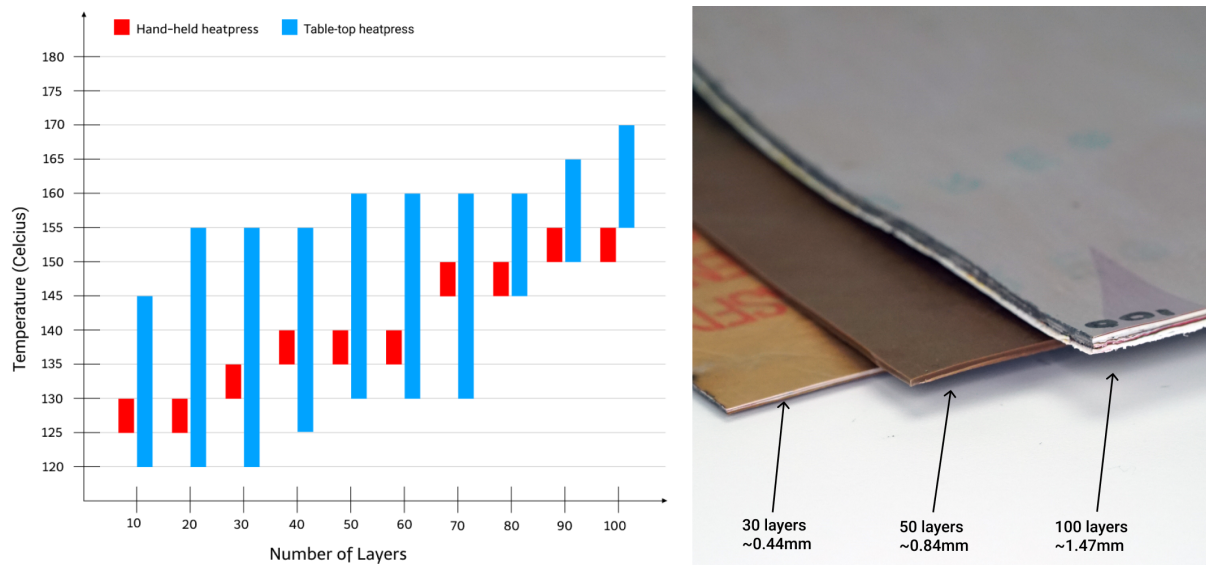 Hand-held heatpress
Table-top heatpress
180
175
170
165
160
155
150
145
140
135
130
125
120
Temperature (Celcius)
10
20
30
40
50
60
70
80
90
100
Number of Layers
100
30 layers
~0.44mm
50 layers
~0.84mm
100 layers
~1.47mm